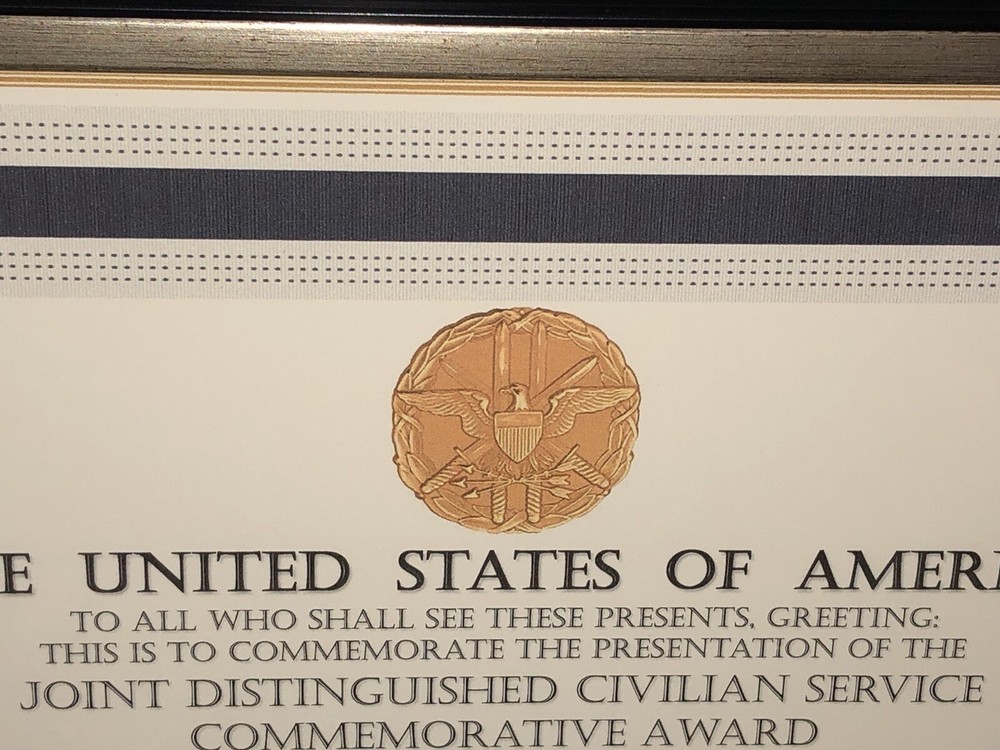 E UNITED STATES OF AMER
TO ALL WHO SHALL SEE THESE PRESENTS, GREETING:
THIS IS TO COMMEMORATE THE PRESENTATION OF THE
JOINT DISTINGUISHED CIVILIAN SERVICE
COMMEMORATIVE AWARD